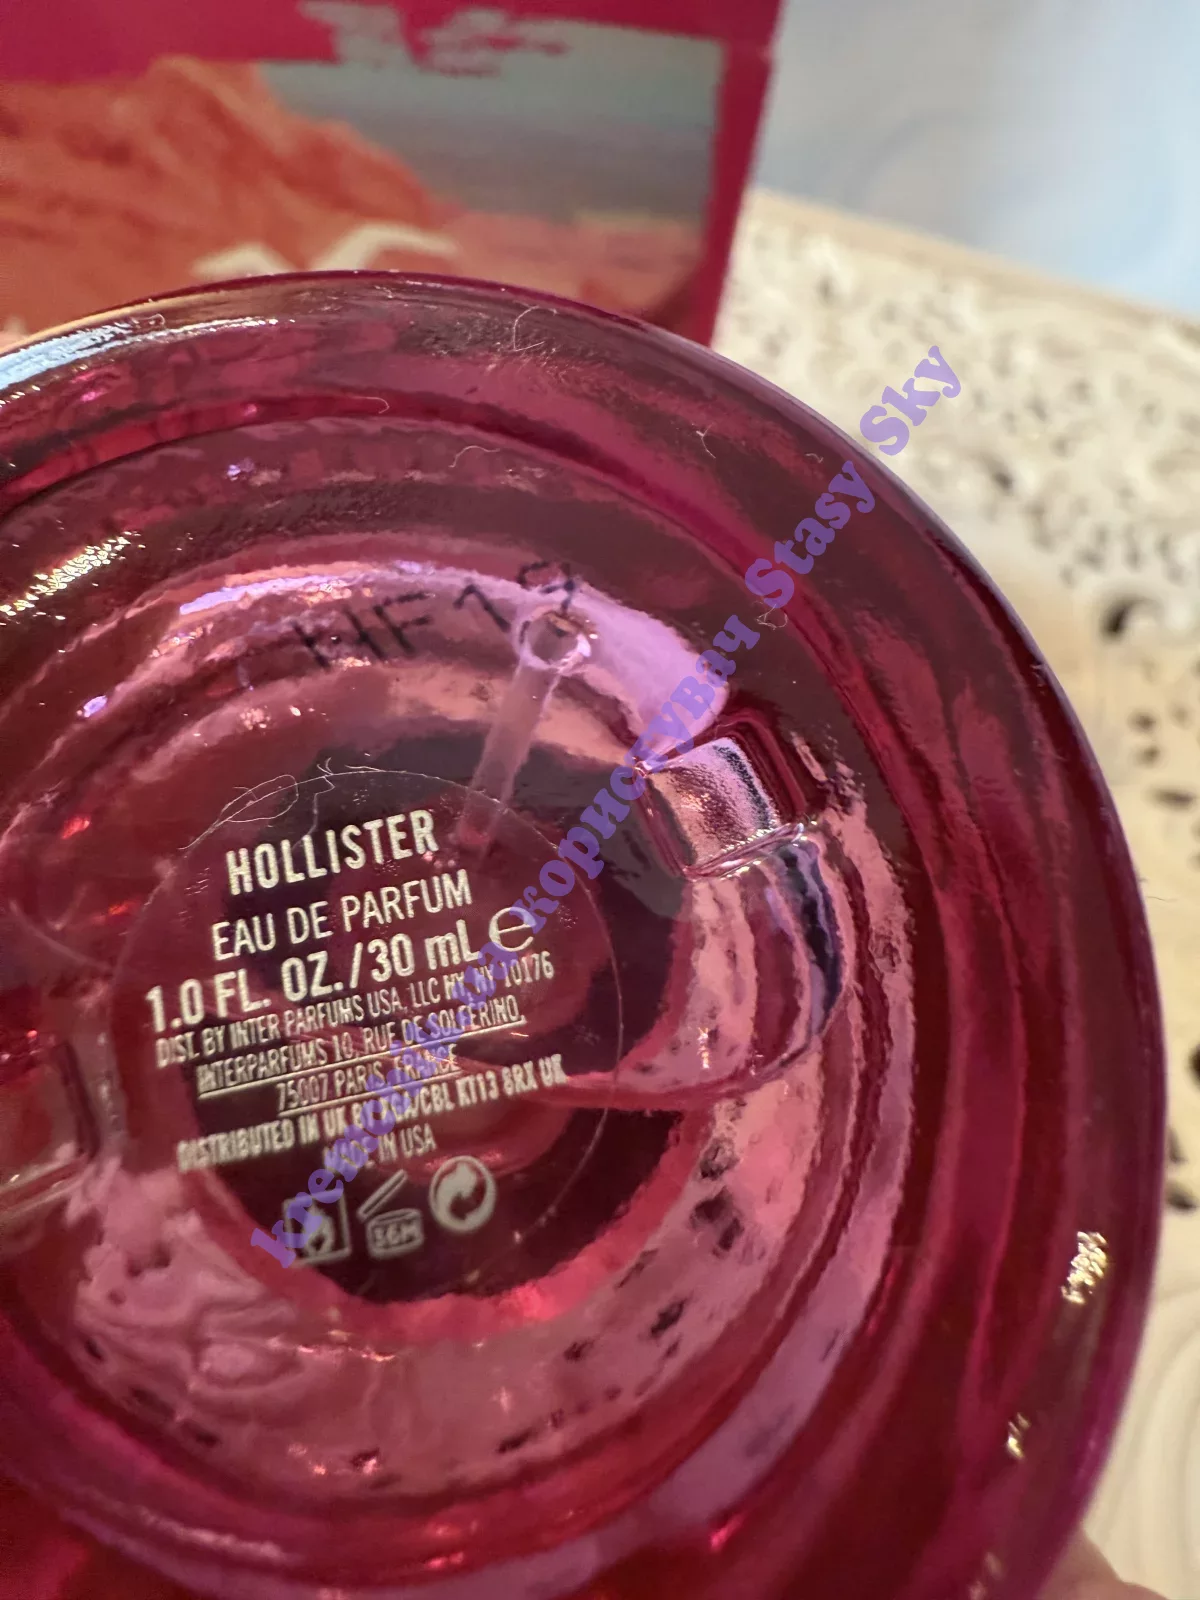 HF19
HOLLISTER
EAU DE PARFUM
1.0 FL. OZ./30 mL ℮
DIST. BY INTER PARFUMS USA, LLC NY, NY 10176
INTERPARFUMS 10, RUE DE SOLFERINO,
75007 PARIS, FRANCE
DISTRIBUTED IN UK BY CBL KT13 8RX UK
MADE IN USA
36M
користувач Stasy Sky